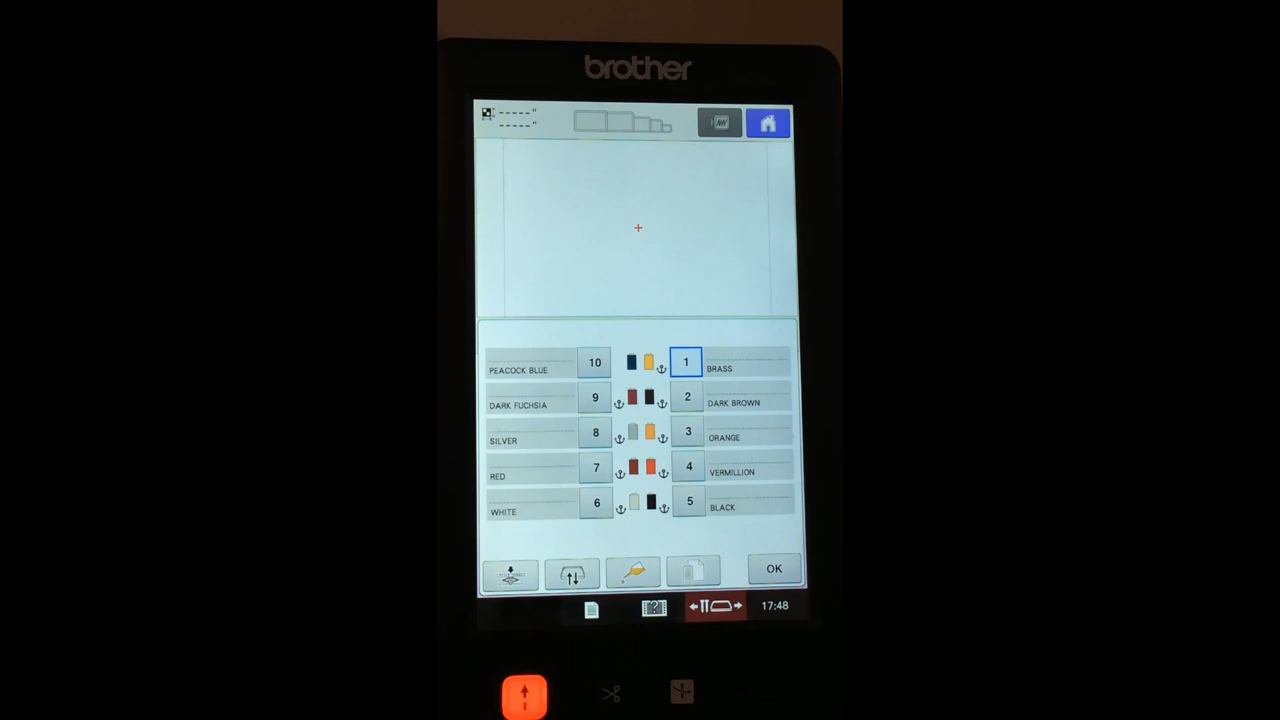 brother
-----"
-----"
PEACOCK BLUE 10 1 BRASS
DARK FUCHSIA 9 2 DARK BROWN
SILVER 8 3 ORANGE
RED 7 4 VERMILLION
WHITE 6 5 BLACK
OK
? 17:48